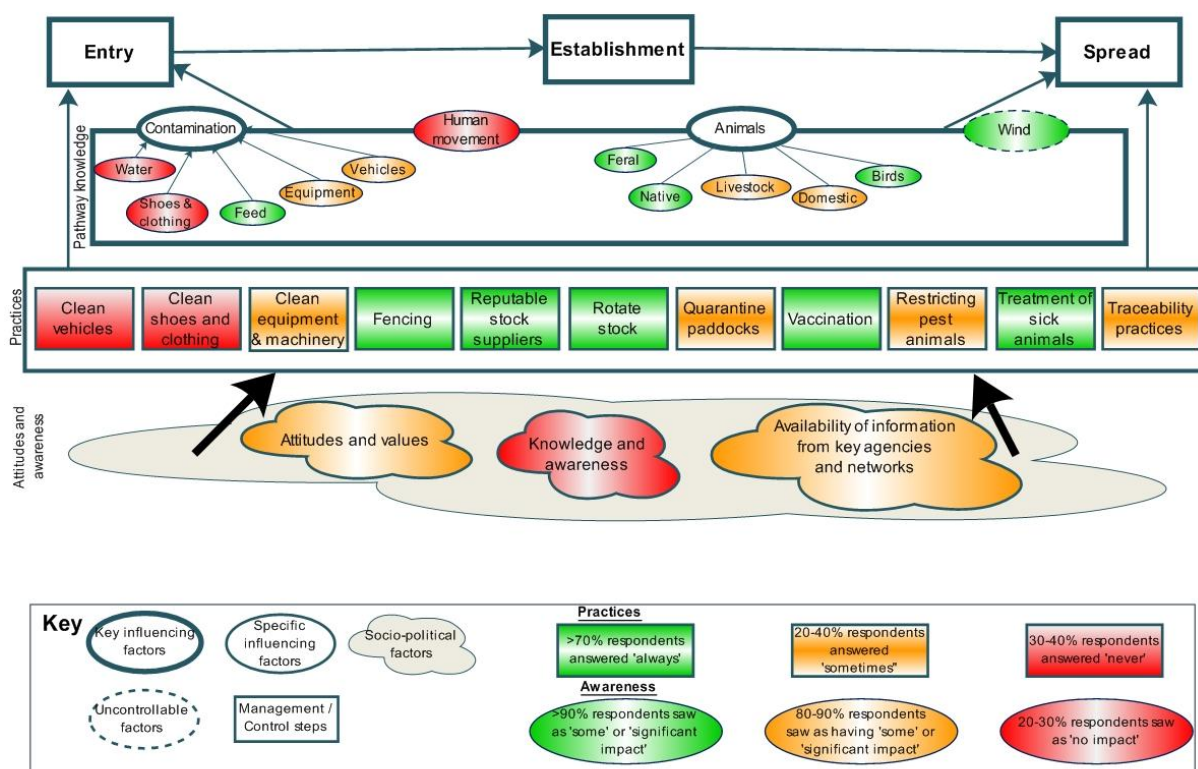 Entry
Establishment
Spread
Pathway knowledge
Contamination
Human
movement
Animals
Wind
Water
Shoes &
clothing
Feed
Equipment
Vehicles
Feral
Native
Livestock
Domestic
Birds
Practices
Clean
vehicles
Clean
shoes and
clothing
Clean
equipment
& machinery
Fencing
Reputable
stock
suppliers
Rotate
stock
Quarantine
paddocks
Vaccination
Restricting
pest
animals
Treatment of
sick
animals
Traceability
practices
Attitudes and
awareness
Attitudes and values
Knowledge and
awareness
Availability of information
from key agencies
and networks
Key
Key influencing
factors
Specific
influencing
factors
Socio-political
factors
Uncontrollable
factors
Management /
Control steps
Practices
>70% respondents
answered 'always'
20-40% respondents
answered
'sometimes"
30-40% respondents
answered 'never'
Awareness
>90% respondents saw
as 'some' or 'significant
impact'
80-90% respondents
saw as having 'some' or
'significant impact'
20-30% respondents saw
as 'no impact'